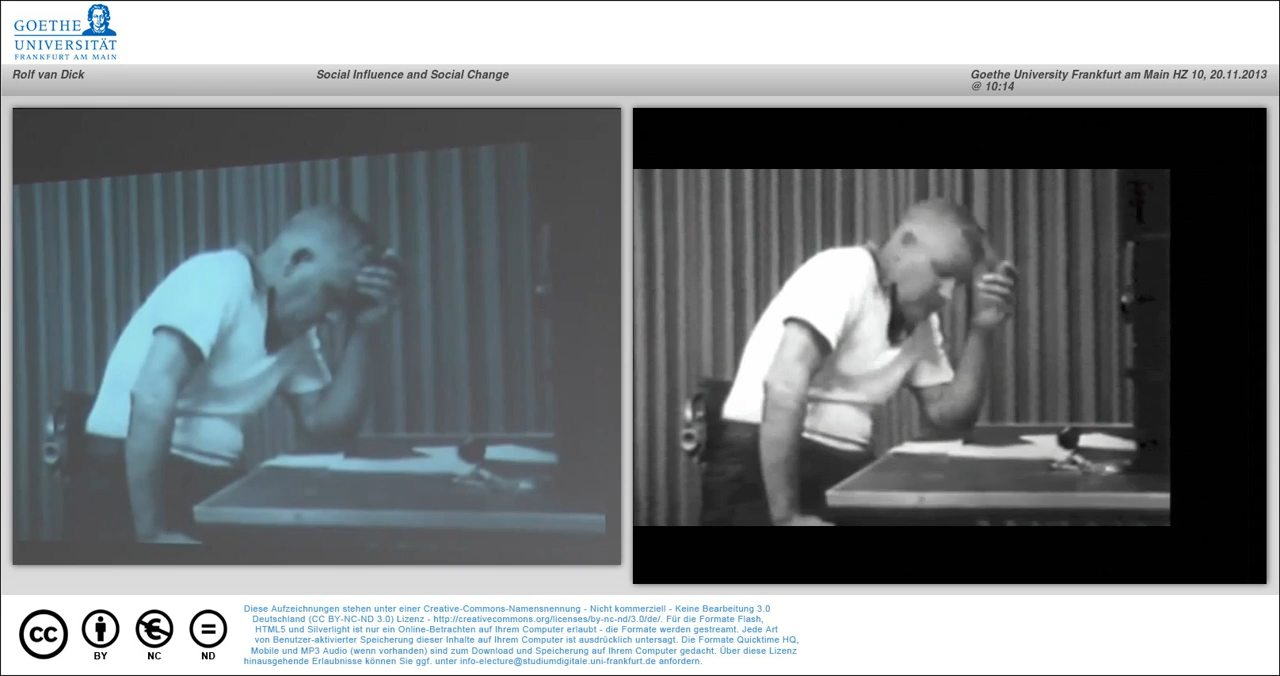 GOETHE
UNIVERSITÄT
FRANKFURT AM MAIN
Rolf van Dick
Social Influence and Social Change
Goethe University Frankfurt am Main HZ 10, 20.11.2013
@ 10:14
cc
BY
NC
ND
Diese Aufzeichnungen stehen unter einer Creative-Commons-Namensnennung - Nicht kommerziell - Keine Bearbeitung 3.0
Deutschland (CC BY-NC-ND 3.0) Lizenz - http://creativecommons.org/licenses/by-nc-nd/3.0/de/. Für die Formate Flash,
HTML5 und Silverlight ist nur ein Online-Betrachten auf Ihrem Computer erlaubt - die Formate werden gestreamt. Jede Art
von Benutzer-aktivierter Speicherung dieser Inhalte auf Ihrem Computer ist ausdrücklich untersagt. Die Formate Quicktime HQ,
Mobile und MP3 Audio (wenn vorhanden) sind zum Download und Speicherung auf Ihrem Computer gedacht. Über diese Lizenz
hinausgehende Erlaubnisse können Sie ggf. unter info-electure@studiumdigitale.uni-frankfurt.de anfordern.